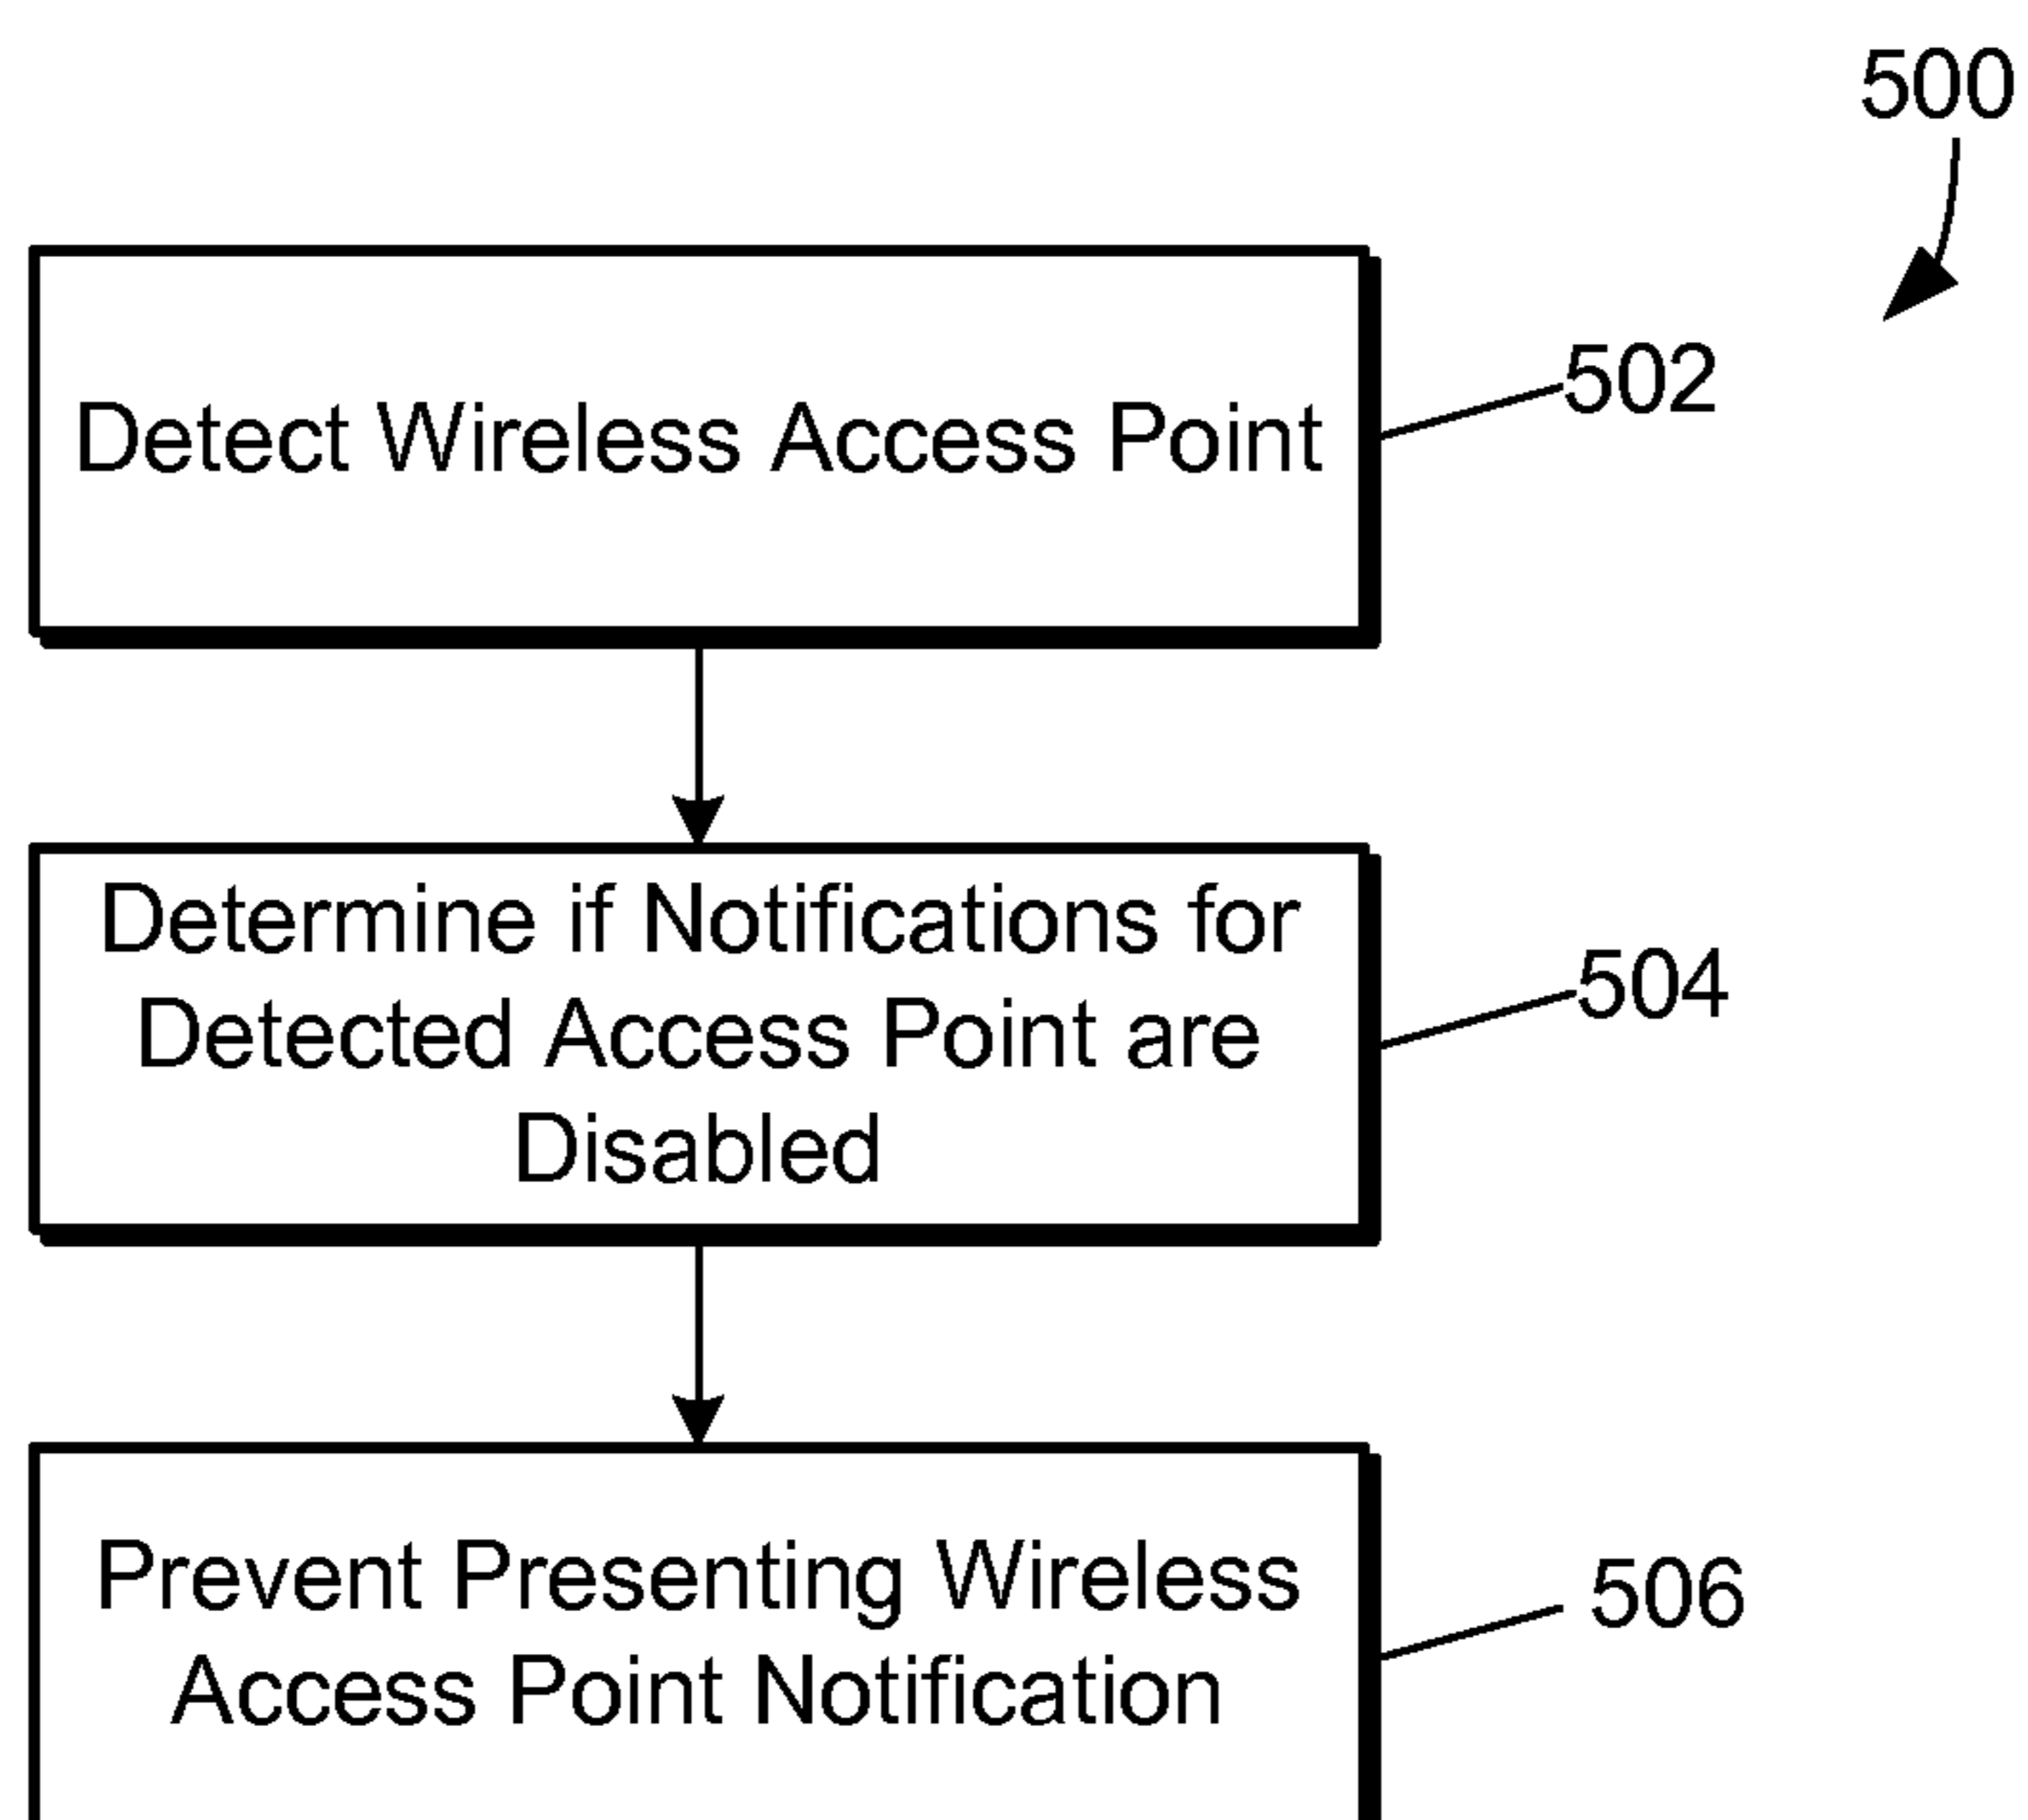 500
Detect Wireless Access Point
502
Determine if Notifications for
Detected Access Point are
Disabled
504
Prevent Presenting Wireless
Access Point Notification
506